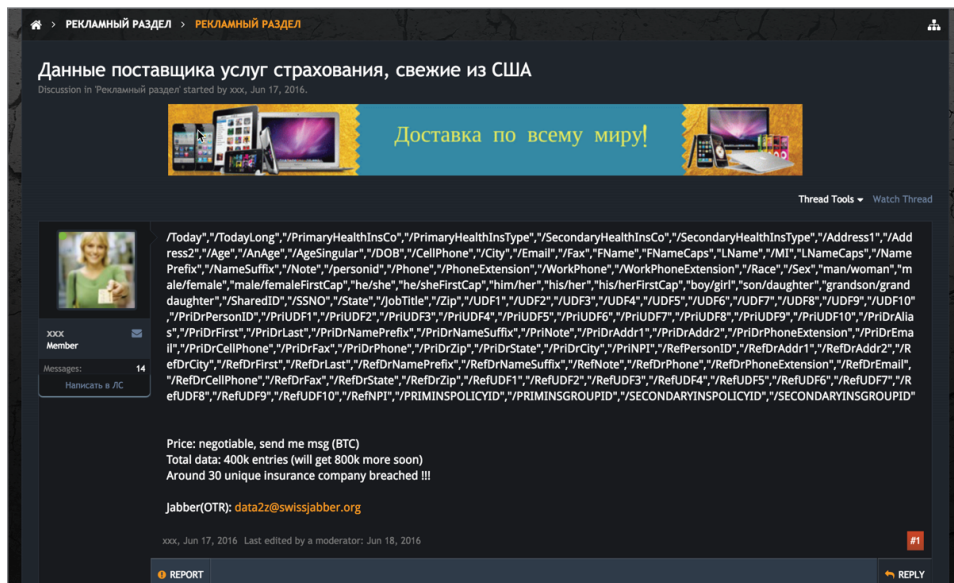 > РЕКЛАМНЫЙ РАЗДЕЛ > РЕКЛАМНЫЙ РАЗДЕЛ
Данные поставщика услуг страхования, свежие из США
Discussion in 'Рекламный раздел' started by xxx, Jun 17, 2016.
Доставка по всему миру!
Thread Tools Watch Thread
/Today","/TodayLong","/PrimaryHealthInsCo","/PrimaryHealthInsType","/SecondaryHealthInsCo","/SecondaryHealthInsType","/Address1","/Add
ress2","/Age","/AnAge","/AgeSingular","/DOB","/CellPhone","/City","/Email","/Fax","FName","FNameCaps","LName","/MI","LNameCaps","/Name
Prefix","/NameSuffix","/Note","/personid","/Phone","/PhoneExtension","/WorkPhone","/WorkPhoneExtension","/Race","/Sex","man/woman","m
ale/female","male/femaleFirstCap","he/she","he/sheFirstCap","him/her","his/her","his/herFirstCap","boy/girl","son/daughter","grandson/grand
daughter","/SharedID","/SSNO","/State","/JobTitle","/Zip","/UDF1","/UDF2","/UDF3","/UDF4","/UDF5","/UDF6","/UDF7","/UDF8","/UDF9","/UDF10"
,"/PriDrPersonID","/PriUDF1","/PriUDF2","/PriUDF3","/PriUDF4","/PriUDF5","/PriUDF6","/PriUDF7","/PriUDF8","/PriUDF9","/PriUDF10","/PriDrAlia
s","/PriDrFirst","/PriDrLast","/PriDrNamePrefix","/PriDrNameSuffix","/PriNote","/PriDrAddr1","/PriDrAddr2","/PriDrPhoneExtension","/PriDrEma
il","/PriDrCellPhone","/PriDrFax","/PriDrPhone","/PriDrZip","/PriDrState","/PriDrCity","/PriNPI","/RefPersonID","/RefDrAddr1","/RefDrAddr2","/R
efDrCity","/RefDrFirst","/RefDrLast","/RefDrNamePrefix","/RefDrNameSuffix","/RefNote","/RefDrPhone","/RefDrPhoneExtension","/RefDrEmail",
"/RefDrCellPhone","/RefDrFax","/RefDrState","/RefDrZip","/RefUDF1","/RefUDF2","/RefUDF3","/RefUDF4","/RefUDF5","/RefUDF6","/RefUDF7","/R
efUDF8","/RefUDF9","/RefUDF10","/RefNPI","/PRIMINSPOLICYID","/PRIMINSGROUPID","/SECONDARYINSPOLICYID","/SECONDARYINSGROUPID"
xxx
Member
Messages: 14
Написать в ЛС
Price: negotiable, send me msg (BTC)
Total data: 400k entries (will get 800k more soon)
Around 30 unique insurance company breached !!!
Jabber(OTR): data2z@swissjabber.org
xxx, Jun 17, 2016 Last edited by a moderator: Jun 18, 2016
#1
REPORT REPLY